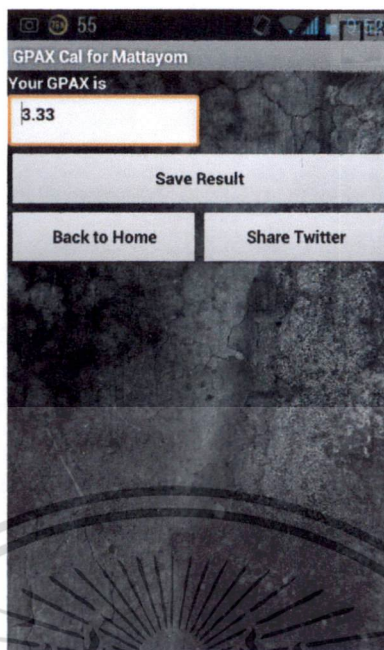 55
GPAX Cal for Mattayom
Your GPAX is
3.33
Save Result
Back to Home
Share Twitter